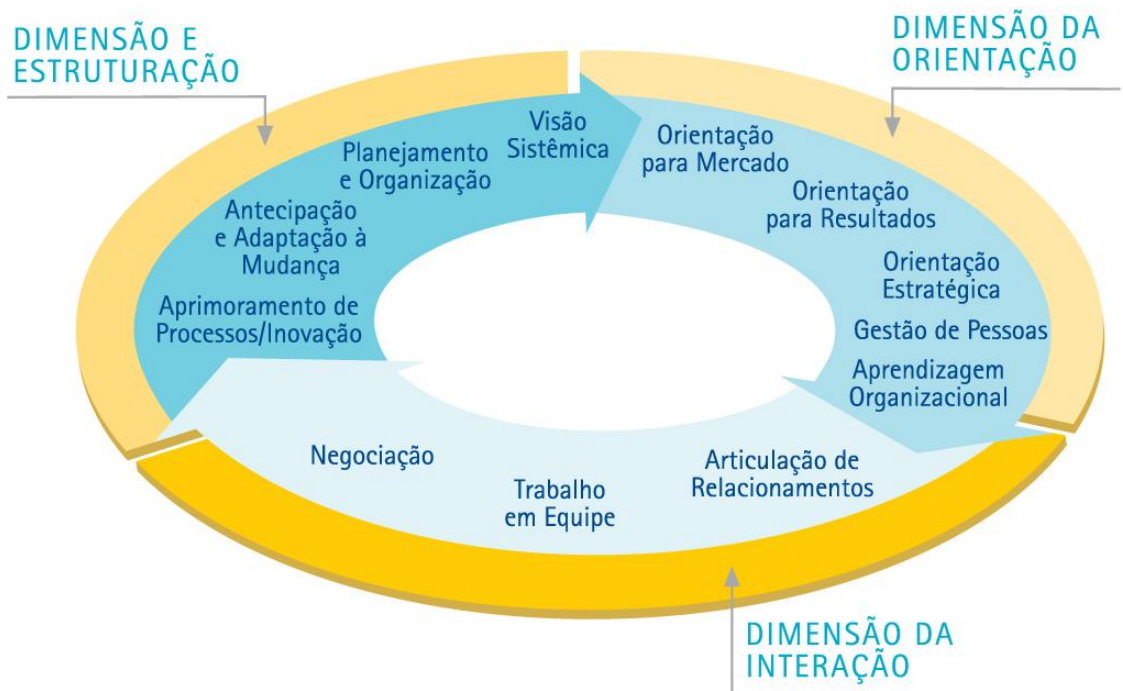 DIMENSÃO E
ESTRUTURAÇÃO
DIMENSÃO DA
ORIENTAÇÃO
Visão
Sistêmica
Planejamento
e Organização
Antecipação
e Adaptação à
Mudança
Aprimoramento de
Processos/Inovação
Orientação
para Mercado
Orientação
para Resultados
Orientação
Estratégica
Gestão de Pessoas
Aprendizagem
Organizacional
Negociação
Trabalho
em Equipe
Articulação de
Relacionamentos
DIMENSÃO DA
INTERAÇÃO